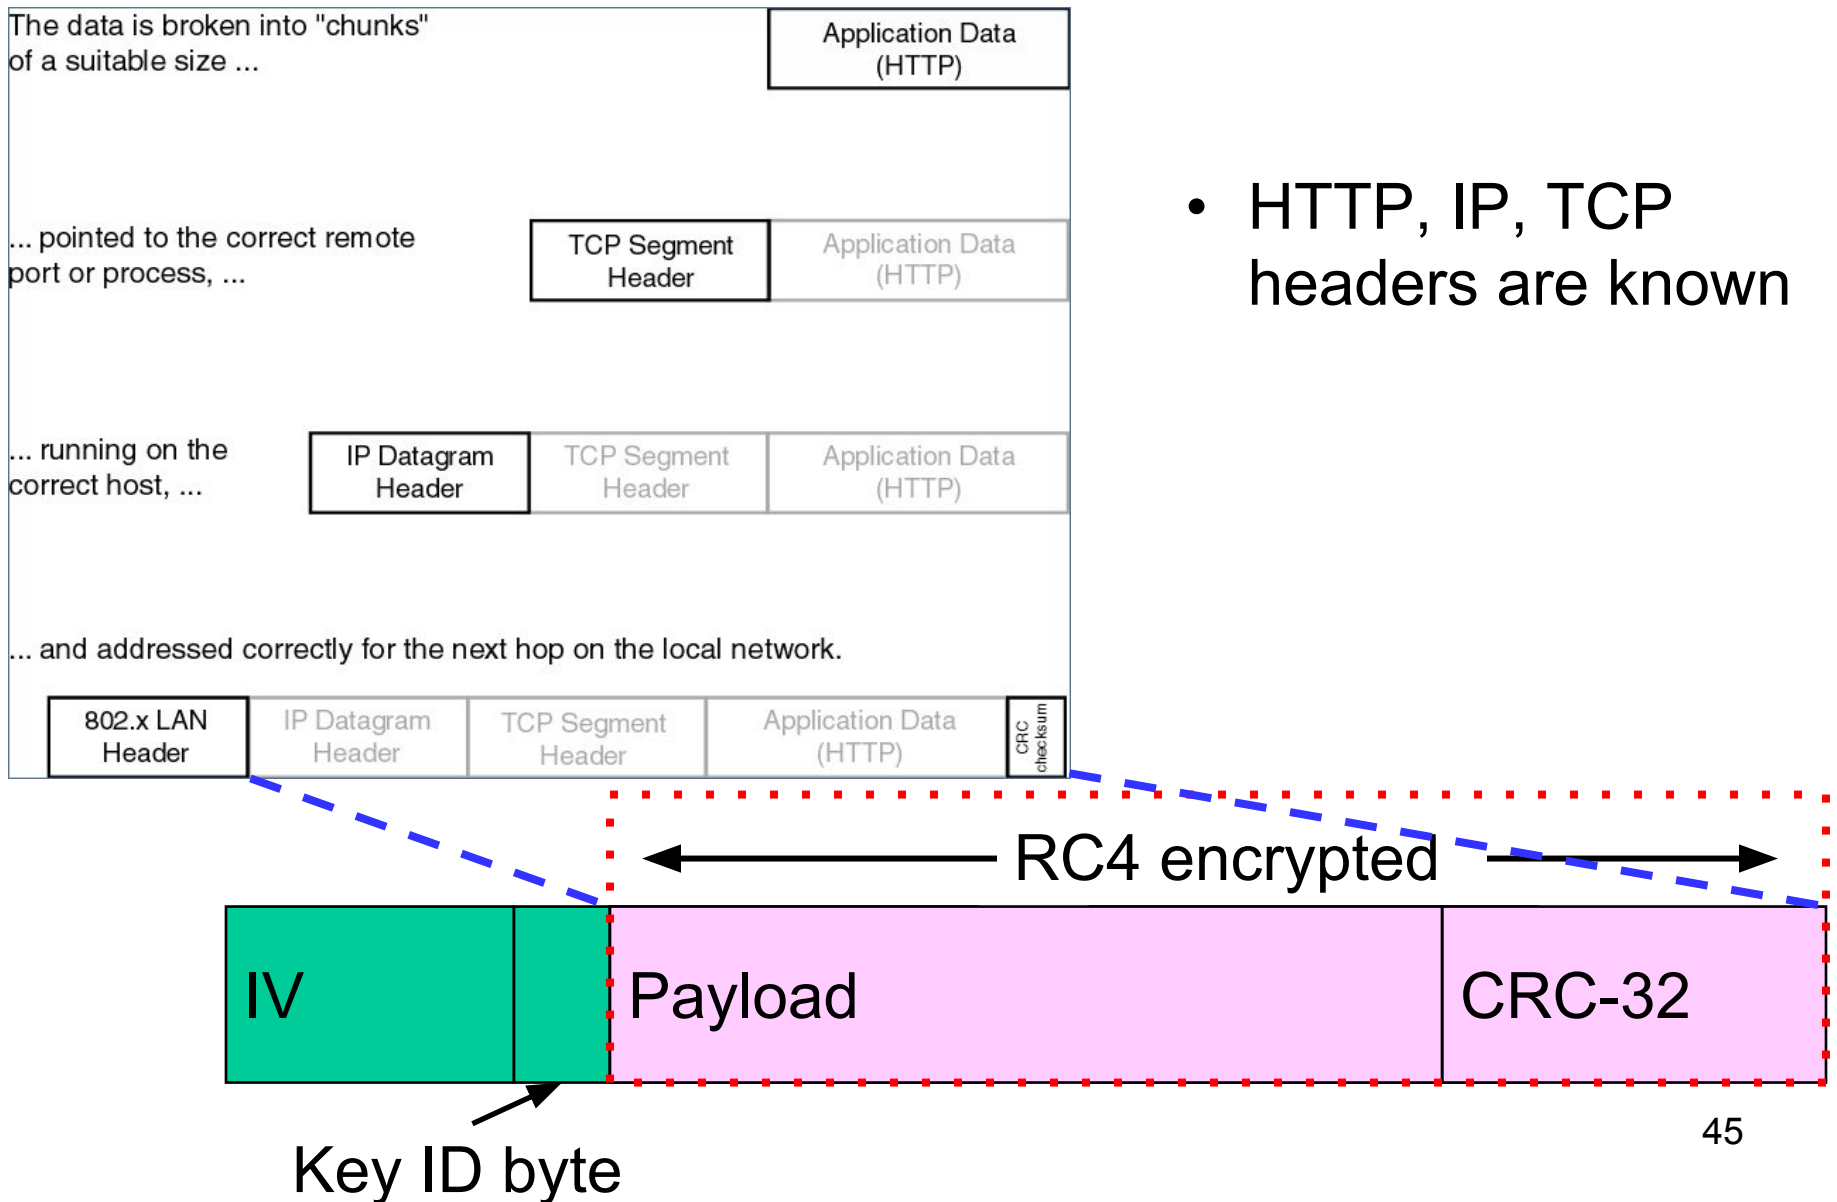 The data is broken into "chunks"
of a suitable size ...
Application Data
(HTTP)
• HTTP, IP, TCP
headers are known
... pointed to the correct remote
port or process, ...
TCP Segment
Header
Application Data
(HTTP)
... running on the
correct host, ...
IP Datagram
Header
TCP Segment
Header
Application Data
(HTTP)
... and addressed correctly for the next hop on the local network.
802.x LAN
Header
IP Datagram
Header
TCP Segment
Header
Application Data
(HTTP)
CRC
checksum
RC4 encrypted
IV
Payload
CRC-32
Key ID byte
45